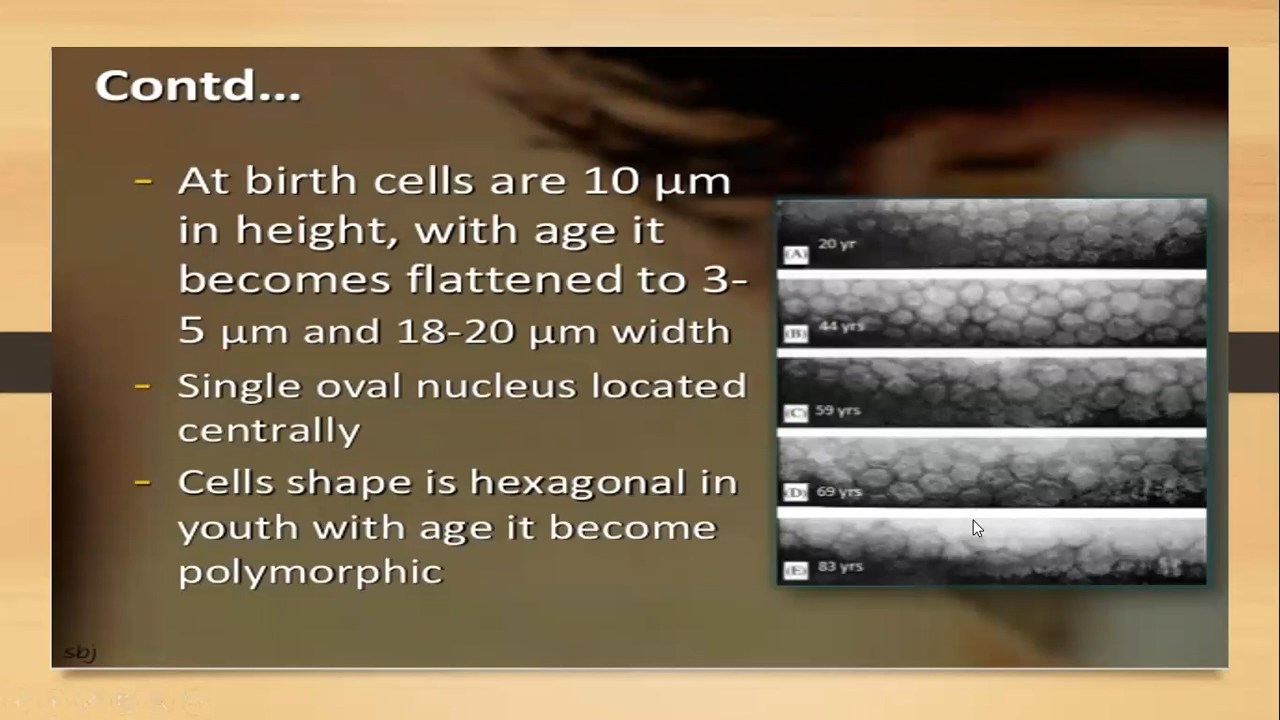 Contd...
- At birth cells are 10 µm
in height, with age it
becomes flattened to 3-
5 µm and 18-20 µm width
- Single oval nucleus located
centrally
- Cells shape is hexagonal in
youth with age it become
polymorphic
(A) 20 yr
(B) 44 yrs
(C) 59 yrs
(D) 69 yrs
(E) 83 yrs
sbj